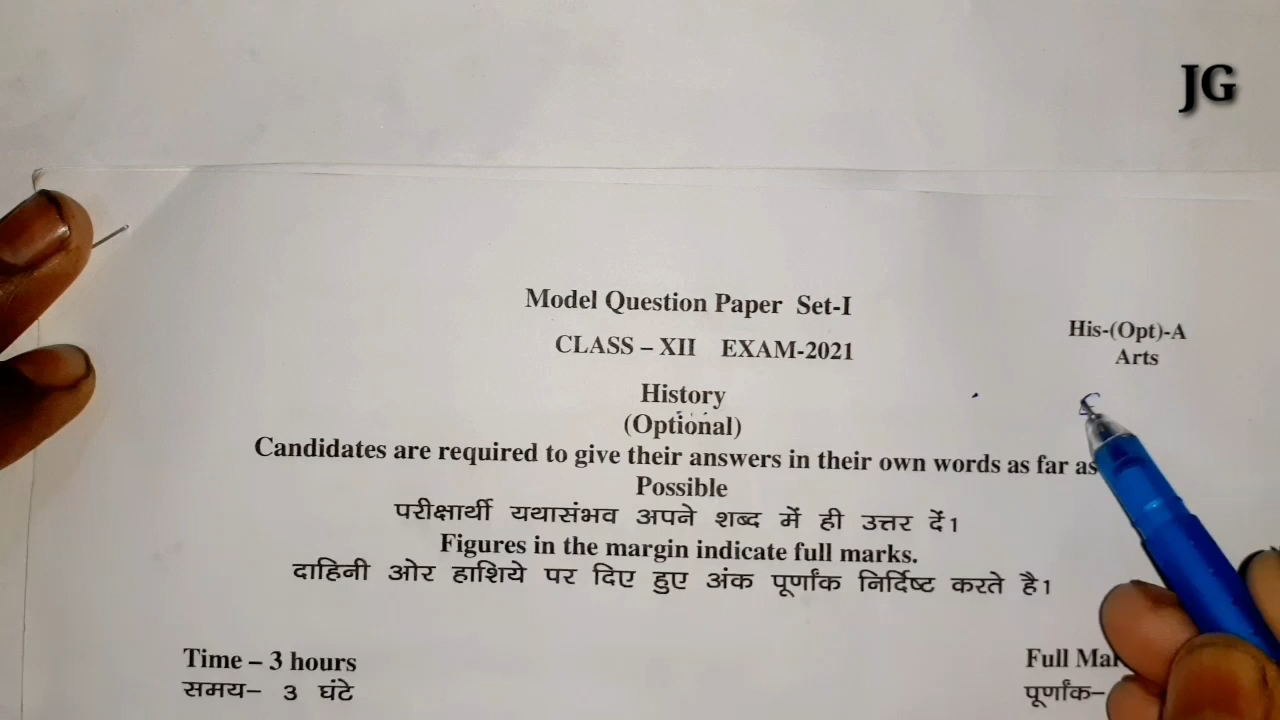 JG
Model Question Paper Set-I
His-(Opt)-A
CLASS – XII EXAM-2021
Arts
History
(Optional)
Candidates are required to give their answers in their own words as far as
Possible
परीक्षार्थी यथासंभव अपने शब्द में ही उत्तर दें।
Figures in the margin indicate full marks.
दाहिनी ओर हाशिये पर दिए हुए अंक पूर्णांक निर्दिष्ट करते है।
Time – 3 hours
Full
समय– 3 घंटे
पूर्णांक–